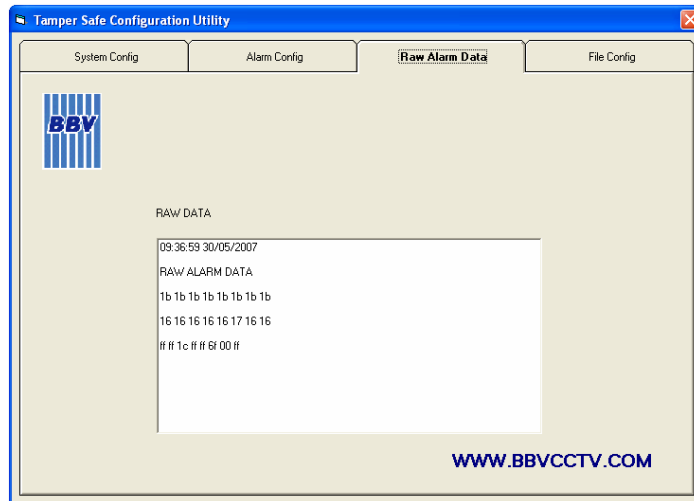 Tamper Safe Configuration Utility
System Config
Alarm Config
Raw Alarm Data
File Config
BBV
RAW DATA
09:36:59 30/05/2007
RAW ALARM DATA
1b 1b 1b 1b 1b 1b 1b 1b
16 16 16 16 16 17 16 16
ff ff 1c ff ff 6f 00 ff
WWW.BBVCCTV.COM